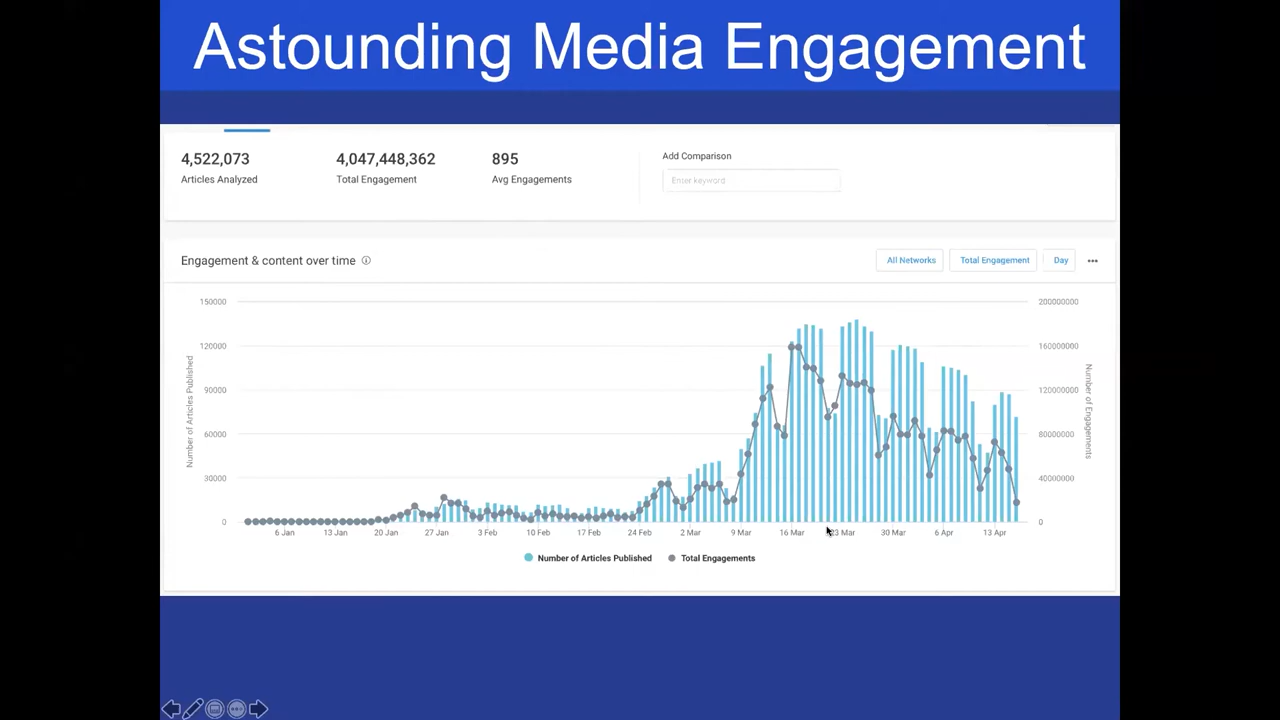 Astounding Media Engagement
4,522,073
4,047,448,362
895
Add Comparison
Articles Analyzed
Total Engagement
Avg Engagements
Enter keyword
Engagement & content over time
All Networks
Total Engagement
Day
150000
120000
90000
60000
30000
0
Number of Articles Published
200000000
160000000
120000000
80000000
40000000
0
Number of Engagements
6 Jan
13 Jan
20 Jan
27 Jan
3 Feb
10 Feb
17 Feb
24 Feb
2 Mar
9 Mar
16 Mar
23 Mar
30 Mar
6 Apr
13 Apr
Number of Articles Published
Total Engagements